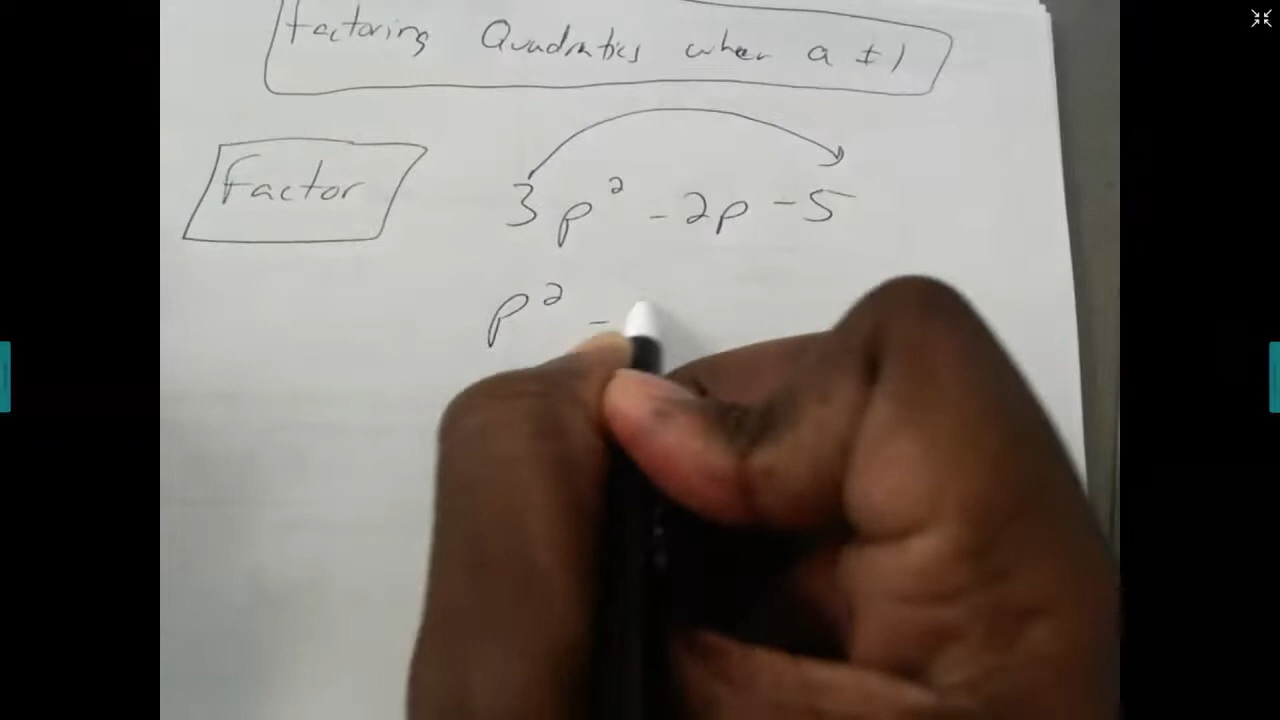 Factoring Quadratics when a ≠ 1
Factor
3p² - 2p - 5
p² -